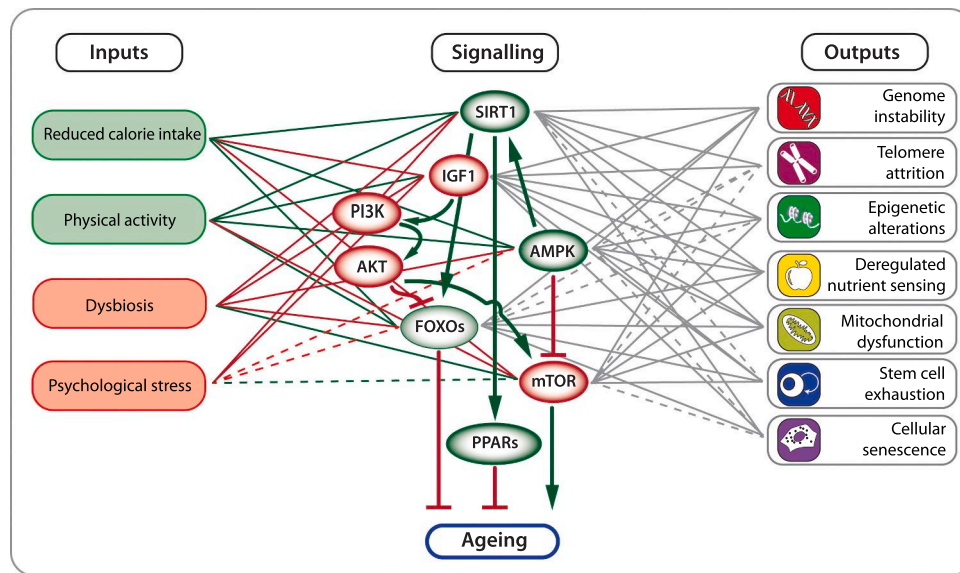 Inputs
Signalling
Outputs
Reduced calorie intake
Physical activity
Dysbiosis
Psychological stress
SIRT1
IGF1
PI3K
AKT
AMPK
FOXOs
mTOR
PPARs
Ageing
Genome
instability
Telomere
attrition
Epigenetic
alterations
Deregulated
nutrient sensing
Mitochondrial
dysfunction
Stem cell
exhaustion
Cellular
senescence